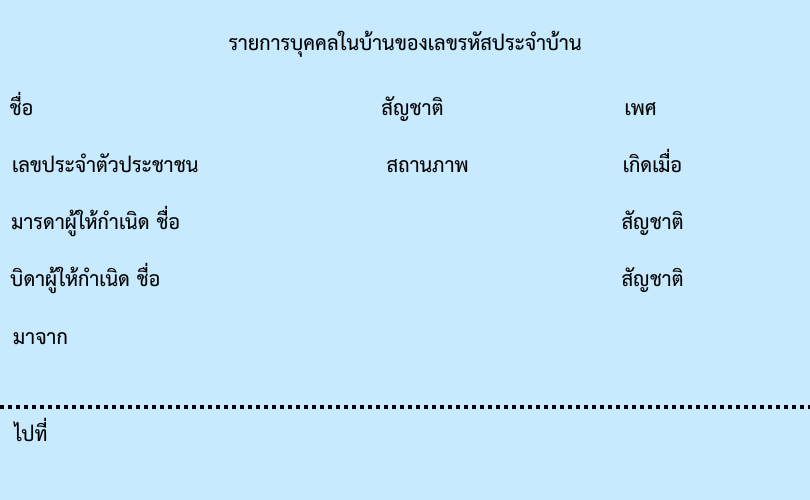 รายการบุคคลในบ้านของเลขรหัสประจำบ้าน
ชื่อ สัญชาติ เพศ
เลขประจำตัวประชาชน สถานภาพ เกิดเมื่อ
มารดาผู้ให้กำเนิด ชื่อ สัญชาติ
บิดาผู้ให้กำเนิด ชื่อ สัญชาติ
มาจาก
ไปที่